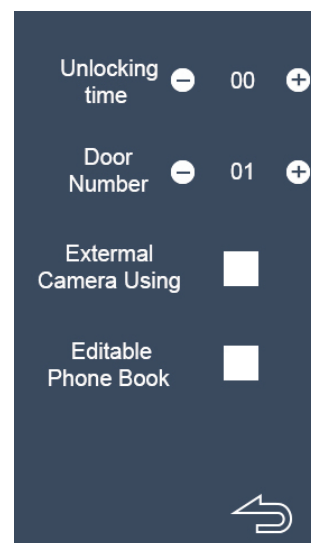 Unlocking
time
00
Door
Number
01
Extermal
Camera Using
Editable
Phone Book